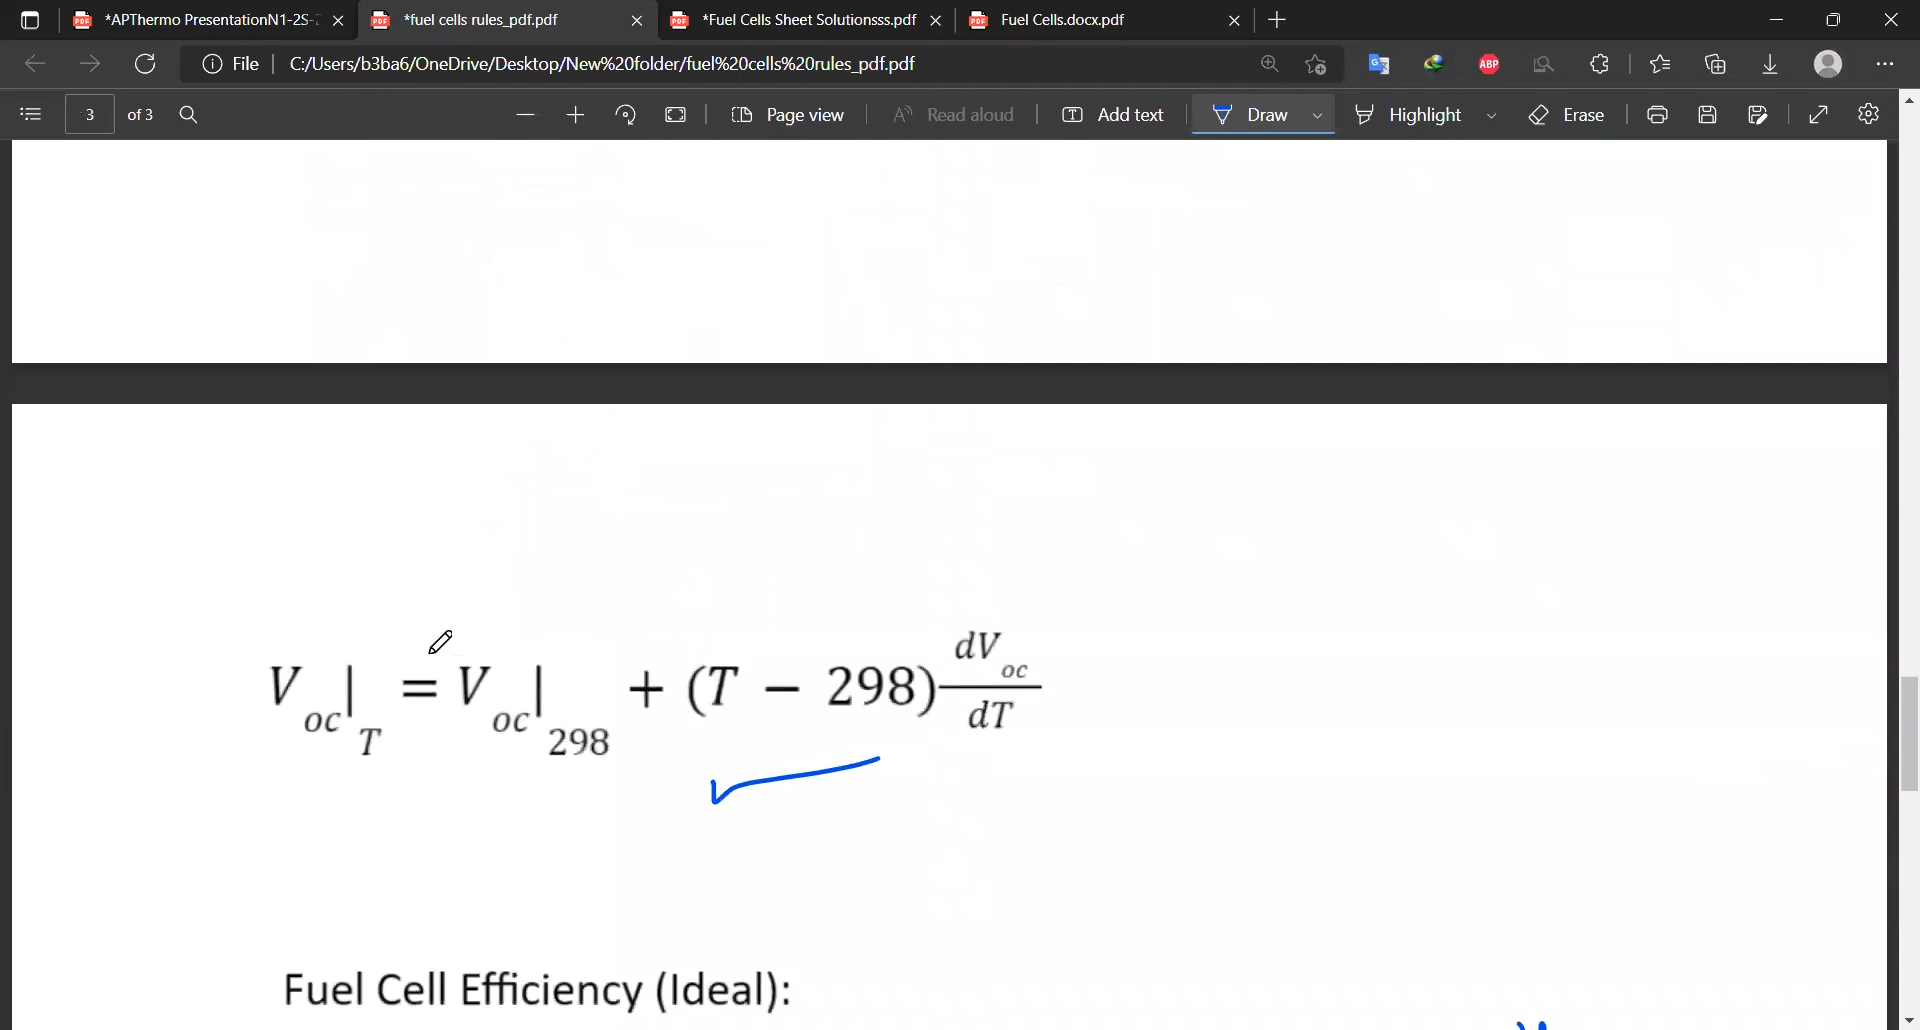 *APThermo PresentationN1-2S-2
*fuel cells rules_pdf.pdf
*Fuel Cells Sheet Solutionsss.pdf
Fuel Cells.docx.pdf
File
C:/Users/b3ba6/OneDrive/Desktop/New%20folder/fuel%20cells%20rules_pdf.pdf
ABP
3 of 3
Page view
Read aloud
Add text
Draw
Highlight
Erase
V_oc|_T = V_oc|_298 + (T − 298) dV_oc/dT
Fuel Cell Efficiency (Ideal):